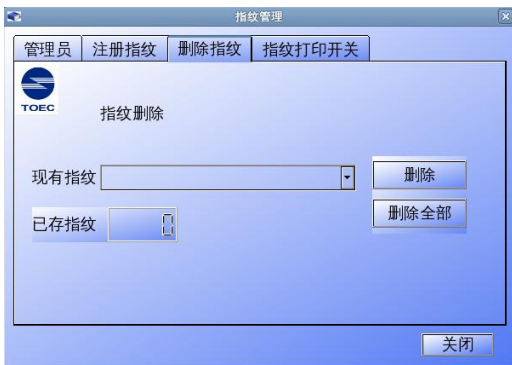 指纹管理
管理员 注册指纹 删除指纹 指纹打印开关
TOEC
指纹删除
现有指纹 删除
已存指纹 0 删除全部
关闭